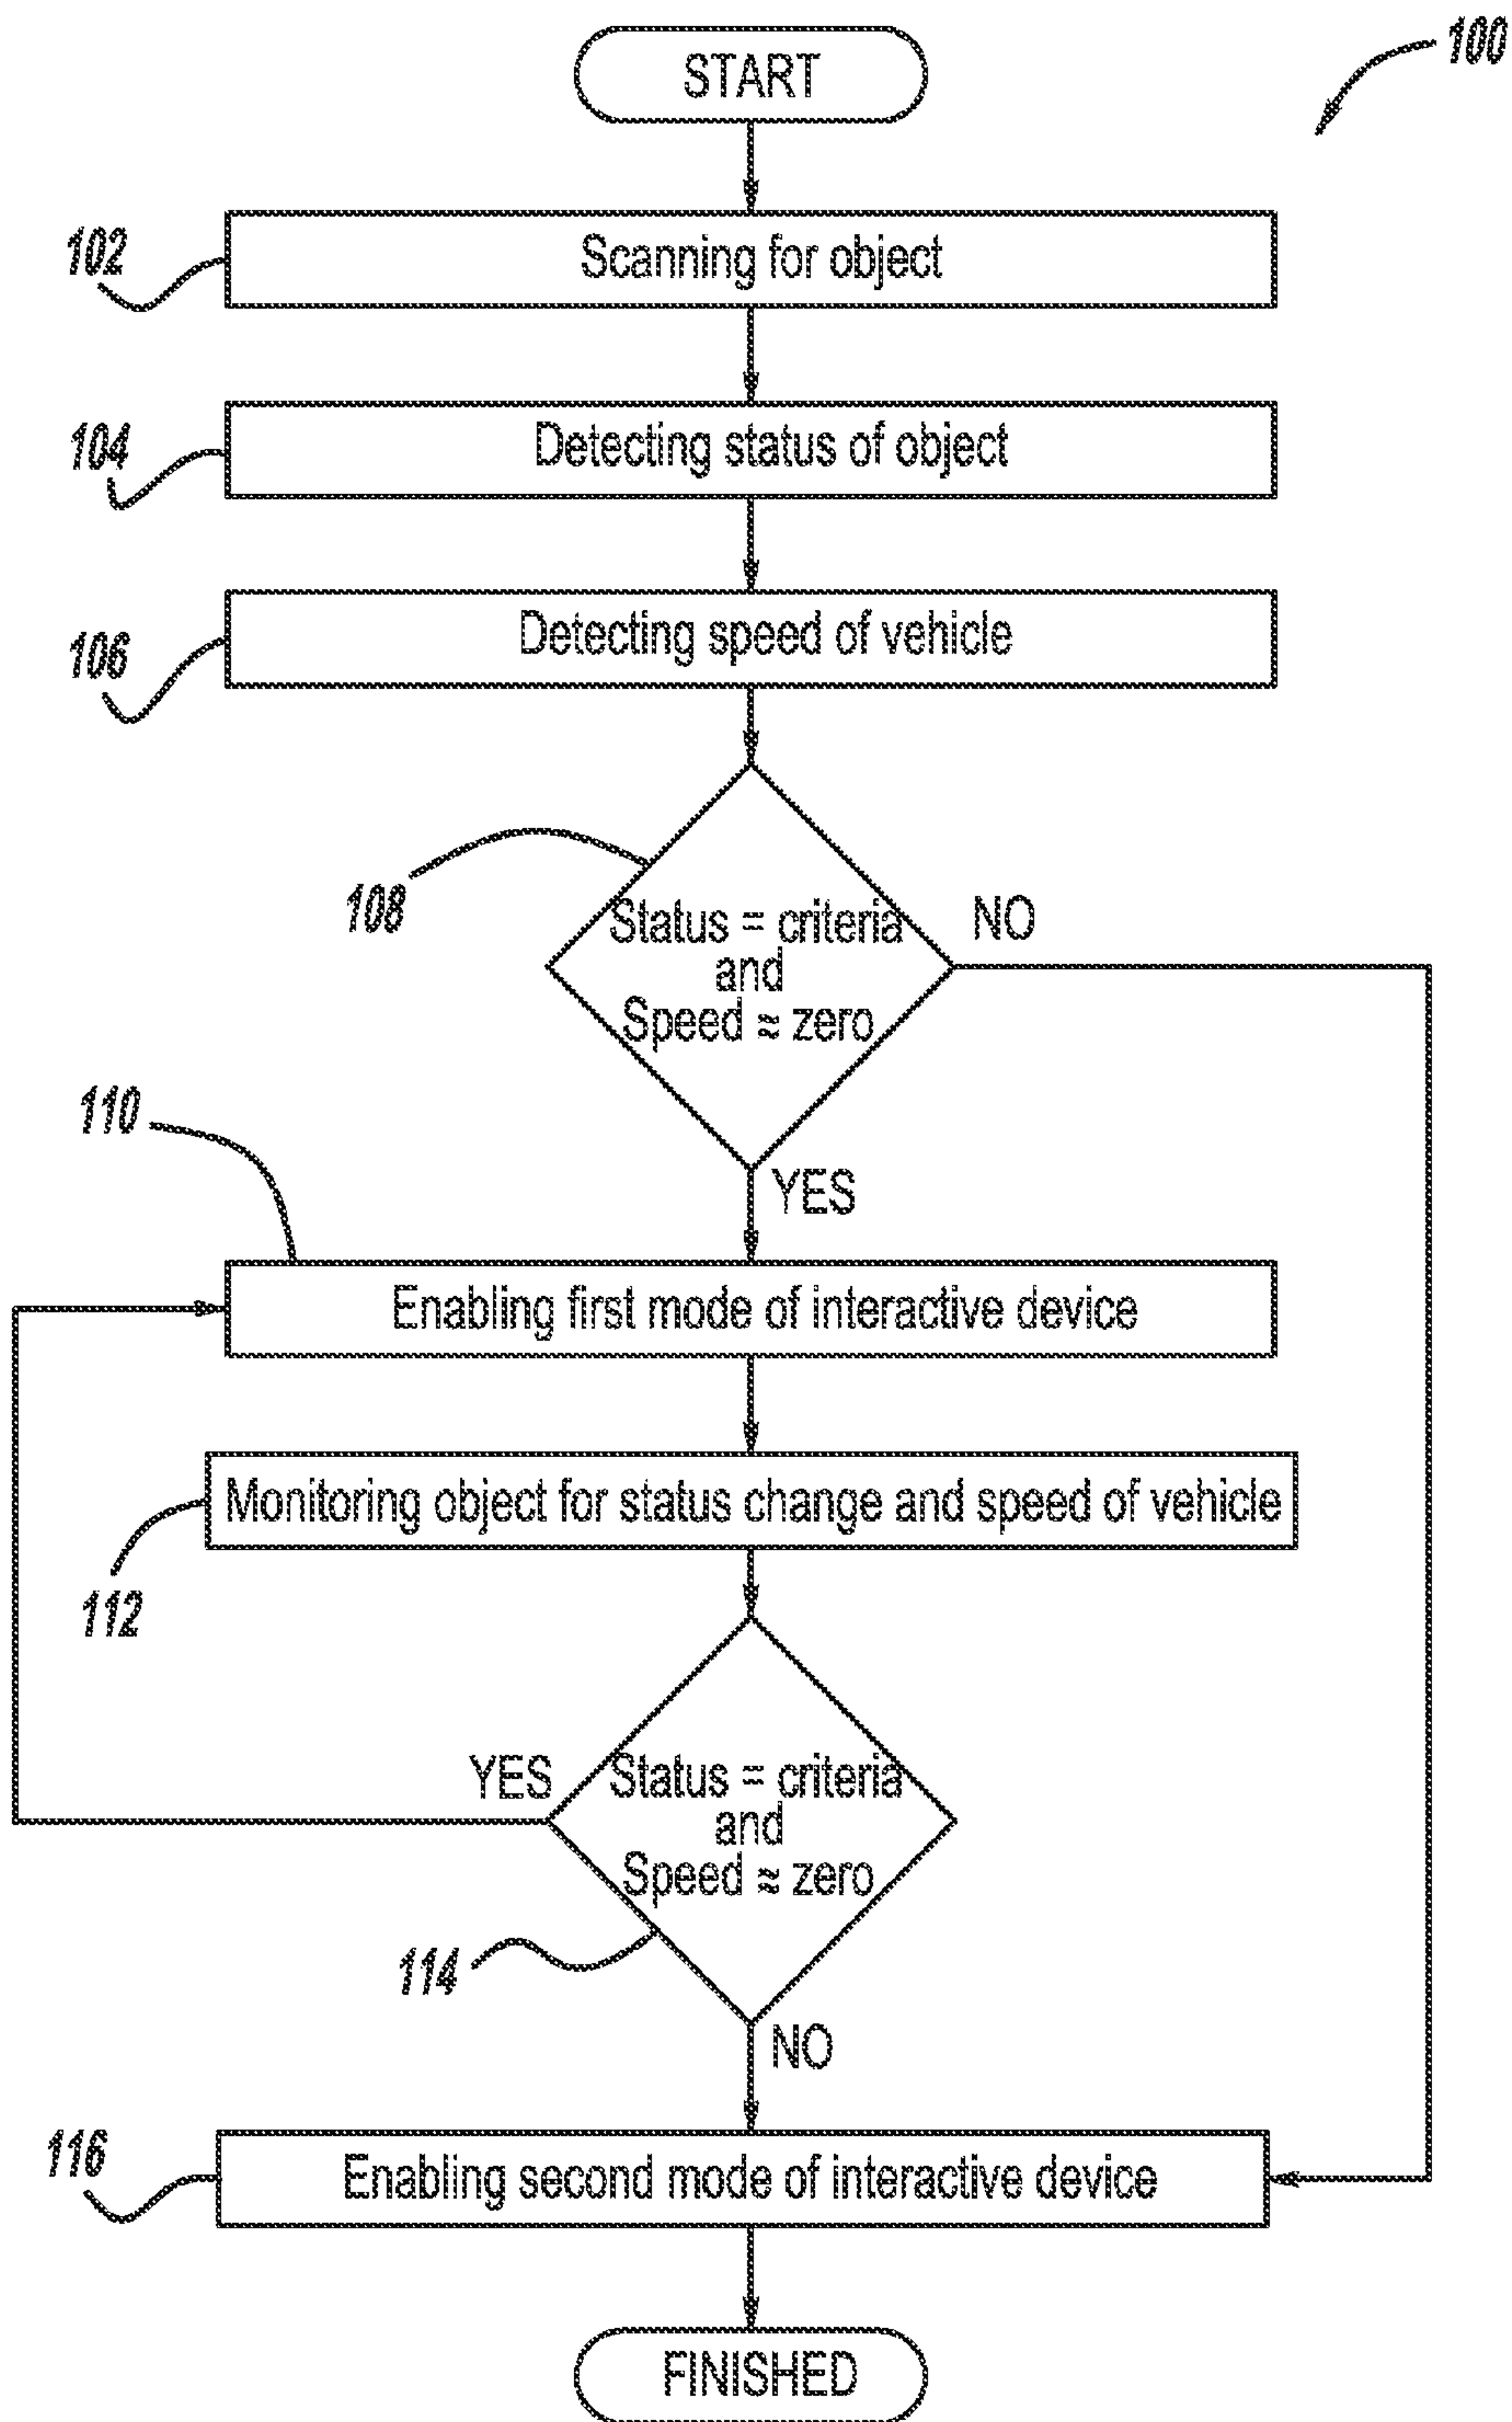 100
START
102
Scanning for object
104
Detecting status of object
106
Detecting speed of vehicle
108
Status = criteria
and
Speed ≈ zero
NO
YES
110
Enabling first mode of interactive device
112
Monitoring object for status change and speed of vehicle
YES
Status = criteria
and
Speed ≈ zero
114
NO
116
Enabling second mode of interactive device
FINISHED